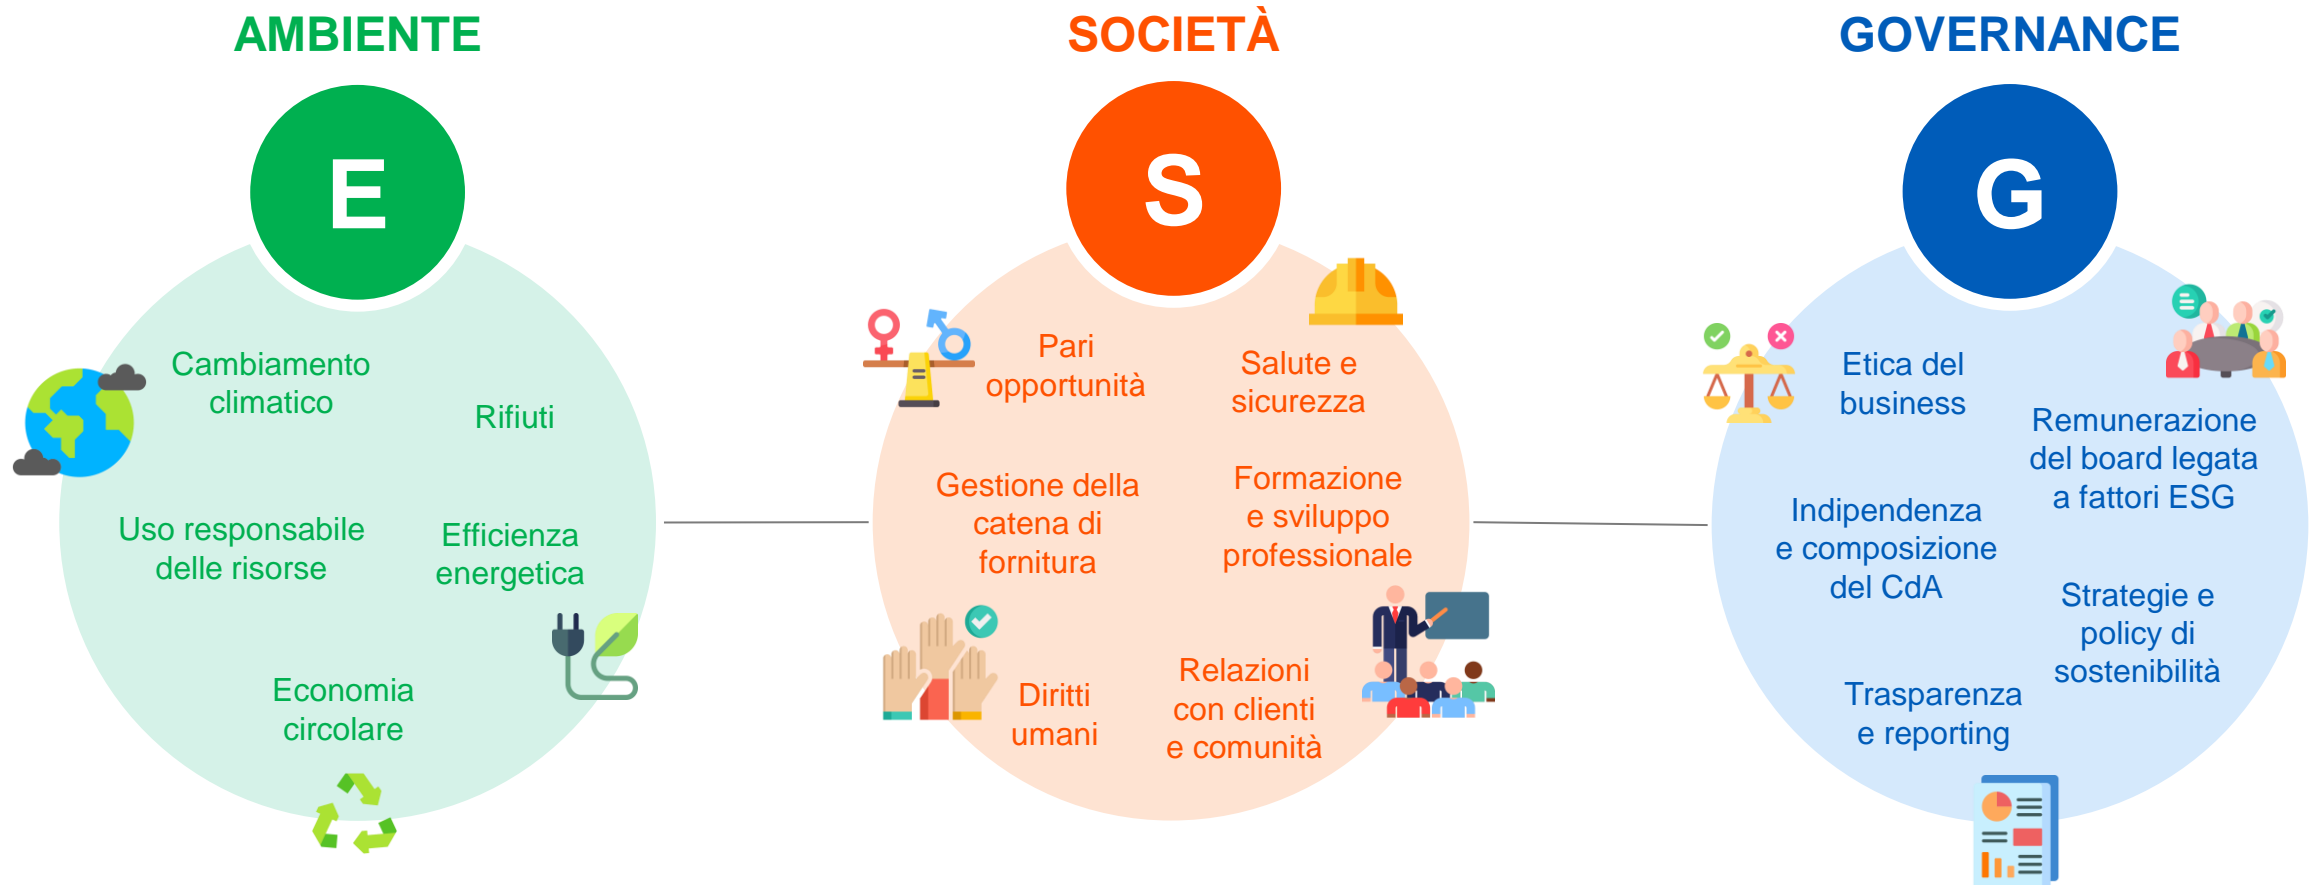 AMBIENTE
E
Cambiamento
climatico
Rifiuti
Uso responsabile
delle risorse
Efficienza
energetica
Economia
circolare
SOCIETÀ
S
Pari
opportunità
Salute e
sicurezza
Gestione della
catena di
fornitura
Formazione
e sviluppo
professionale
Diritti
umani
Relazioni
con clienti
e comunità
GOVERNANCE
G
Etica del
business
Remunerazione
del board legata
a fattori ESG
Indipendenza
e composizione
del CdA
Strategie e
policy di
sostenibilità
Trasparenza
e reporting